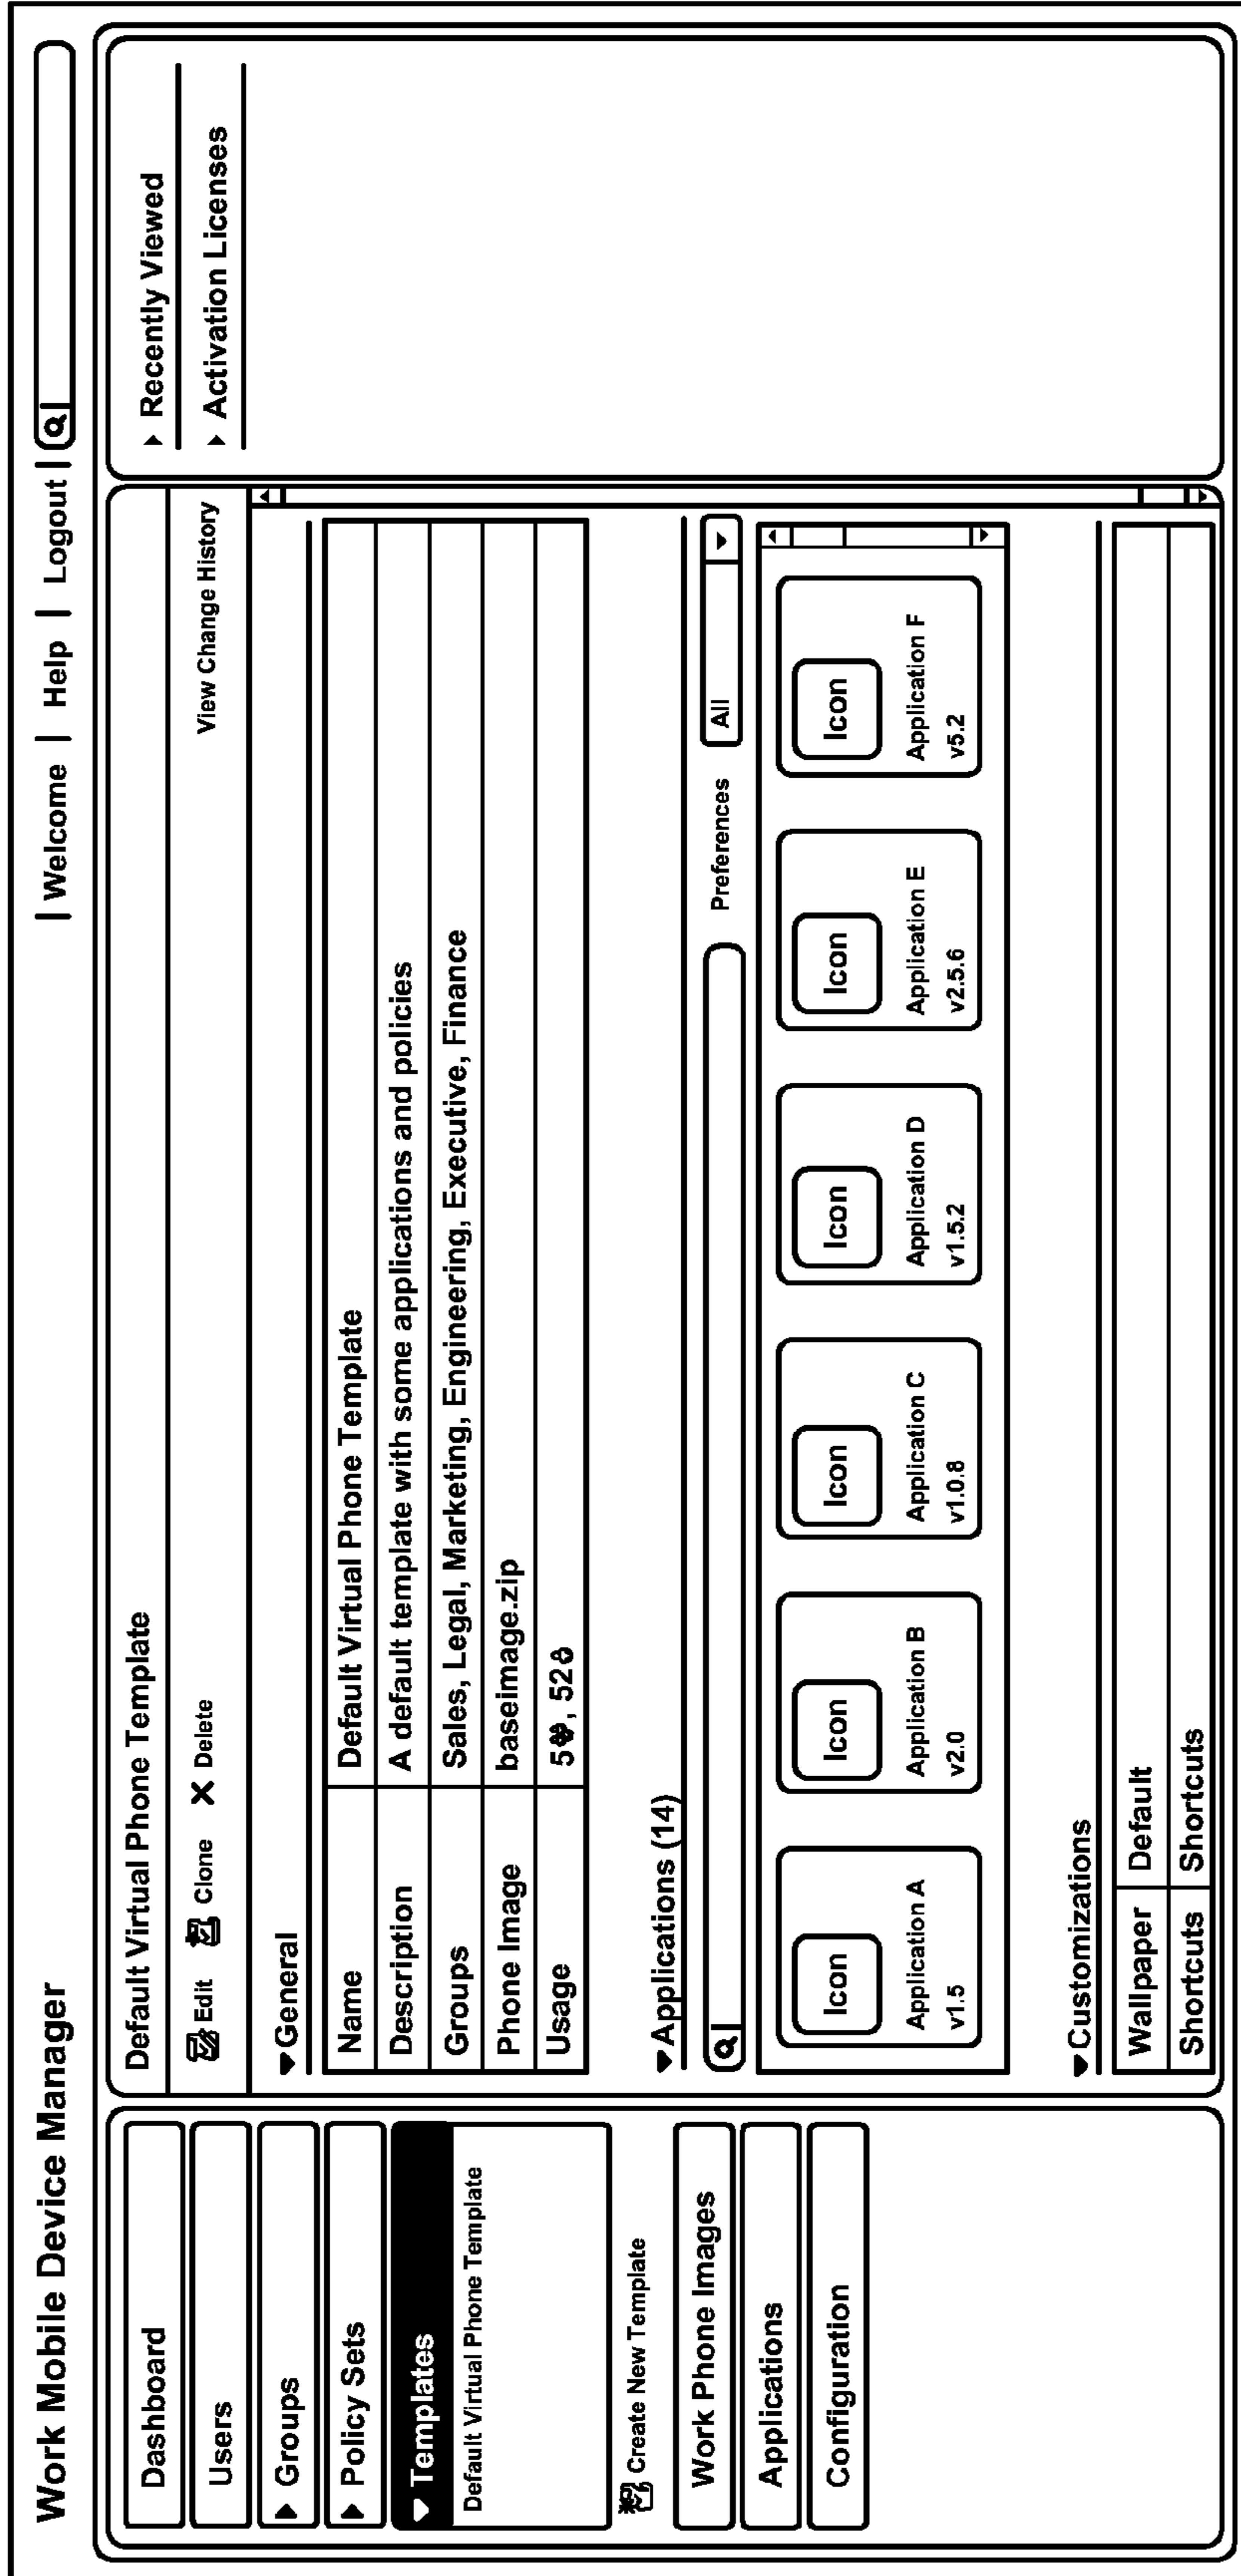 Work Mobile Device Manager
| Welcome | Help | Logout |
Dashboard
Users
Groups
Policy Sets
Templates
Default Virtual Phone Template
Create New Template
Work Phone Images
Applications
Configuration
Default Virtual Phone Template
Edit Clone Delete View Change History
General
Name Default Virtual Phone Template
Description A default template with some applications and policies
Groups Sales, Legal, Marketing, Engineering, Executive, Finance
Phone Image baseimage.zip
Usage 5, 52
Applications (14)
Preferences All
Icon Icon Icon Icon Icon Icon
Application A Application B Application C Application D Application E Application F
v1.5 v2.0 v1.0.8 v1.5.2 v2.5.6 v5.2
Customizations
Wallpaper Default
Shortcuts Shortcuts
Recently Viewed
Activation Licenses